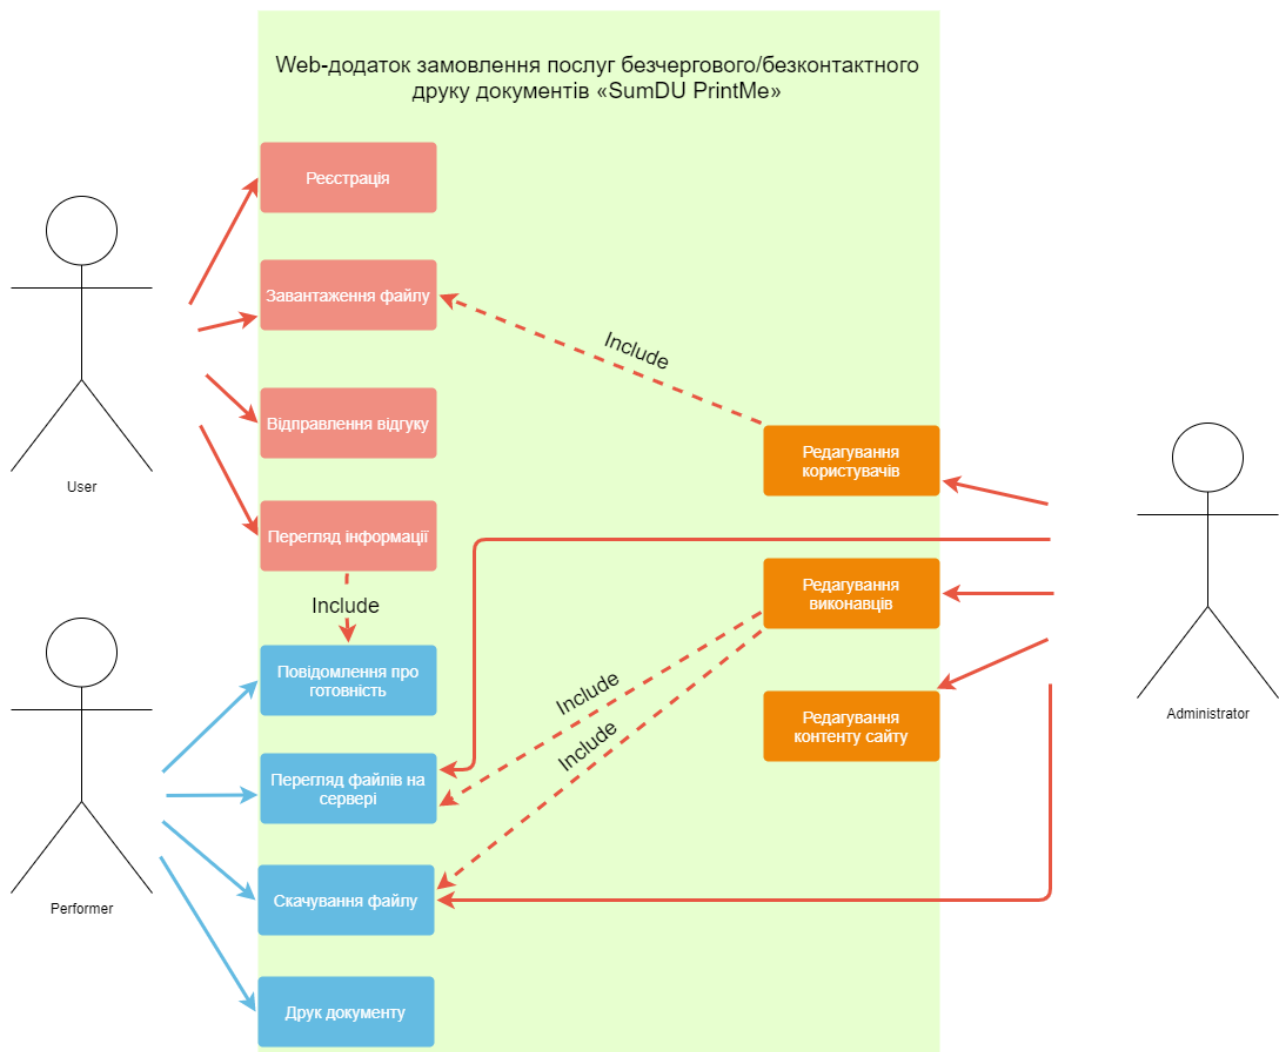 Web-додаток замовлення послуг безчергового/безконтактного
друку документів «SumDU PrintMe»
Реєстрація
Завантаження файлу
Include
Відправлення відгуку
Редагування
користувачів
User
Перегляд інформації
Include
Редагування
виконавців
Повідомлення про
готовність
Include
Редагування
контенту сайту
Administrator
Include
Перегляд файлів на
сервері
Скачування файлу
Performer
Друк документу